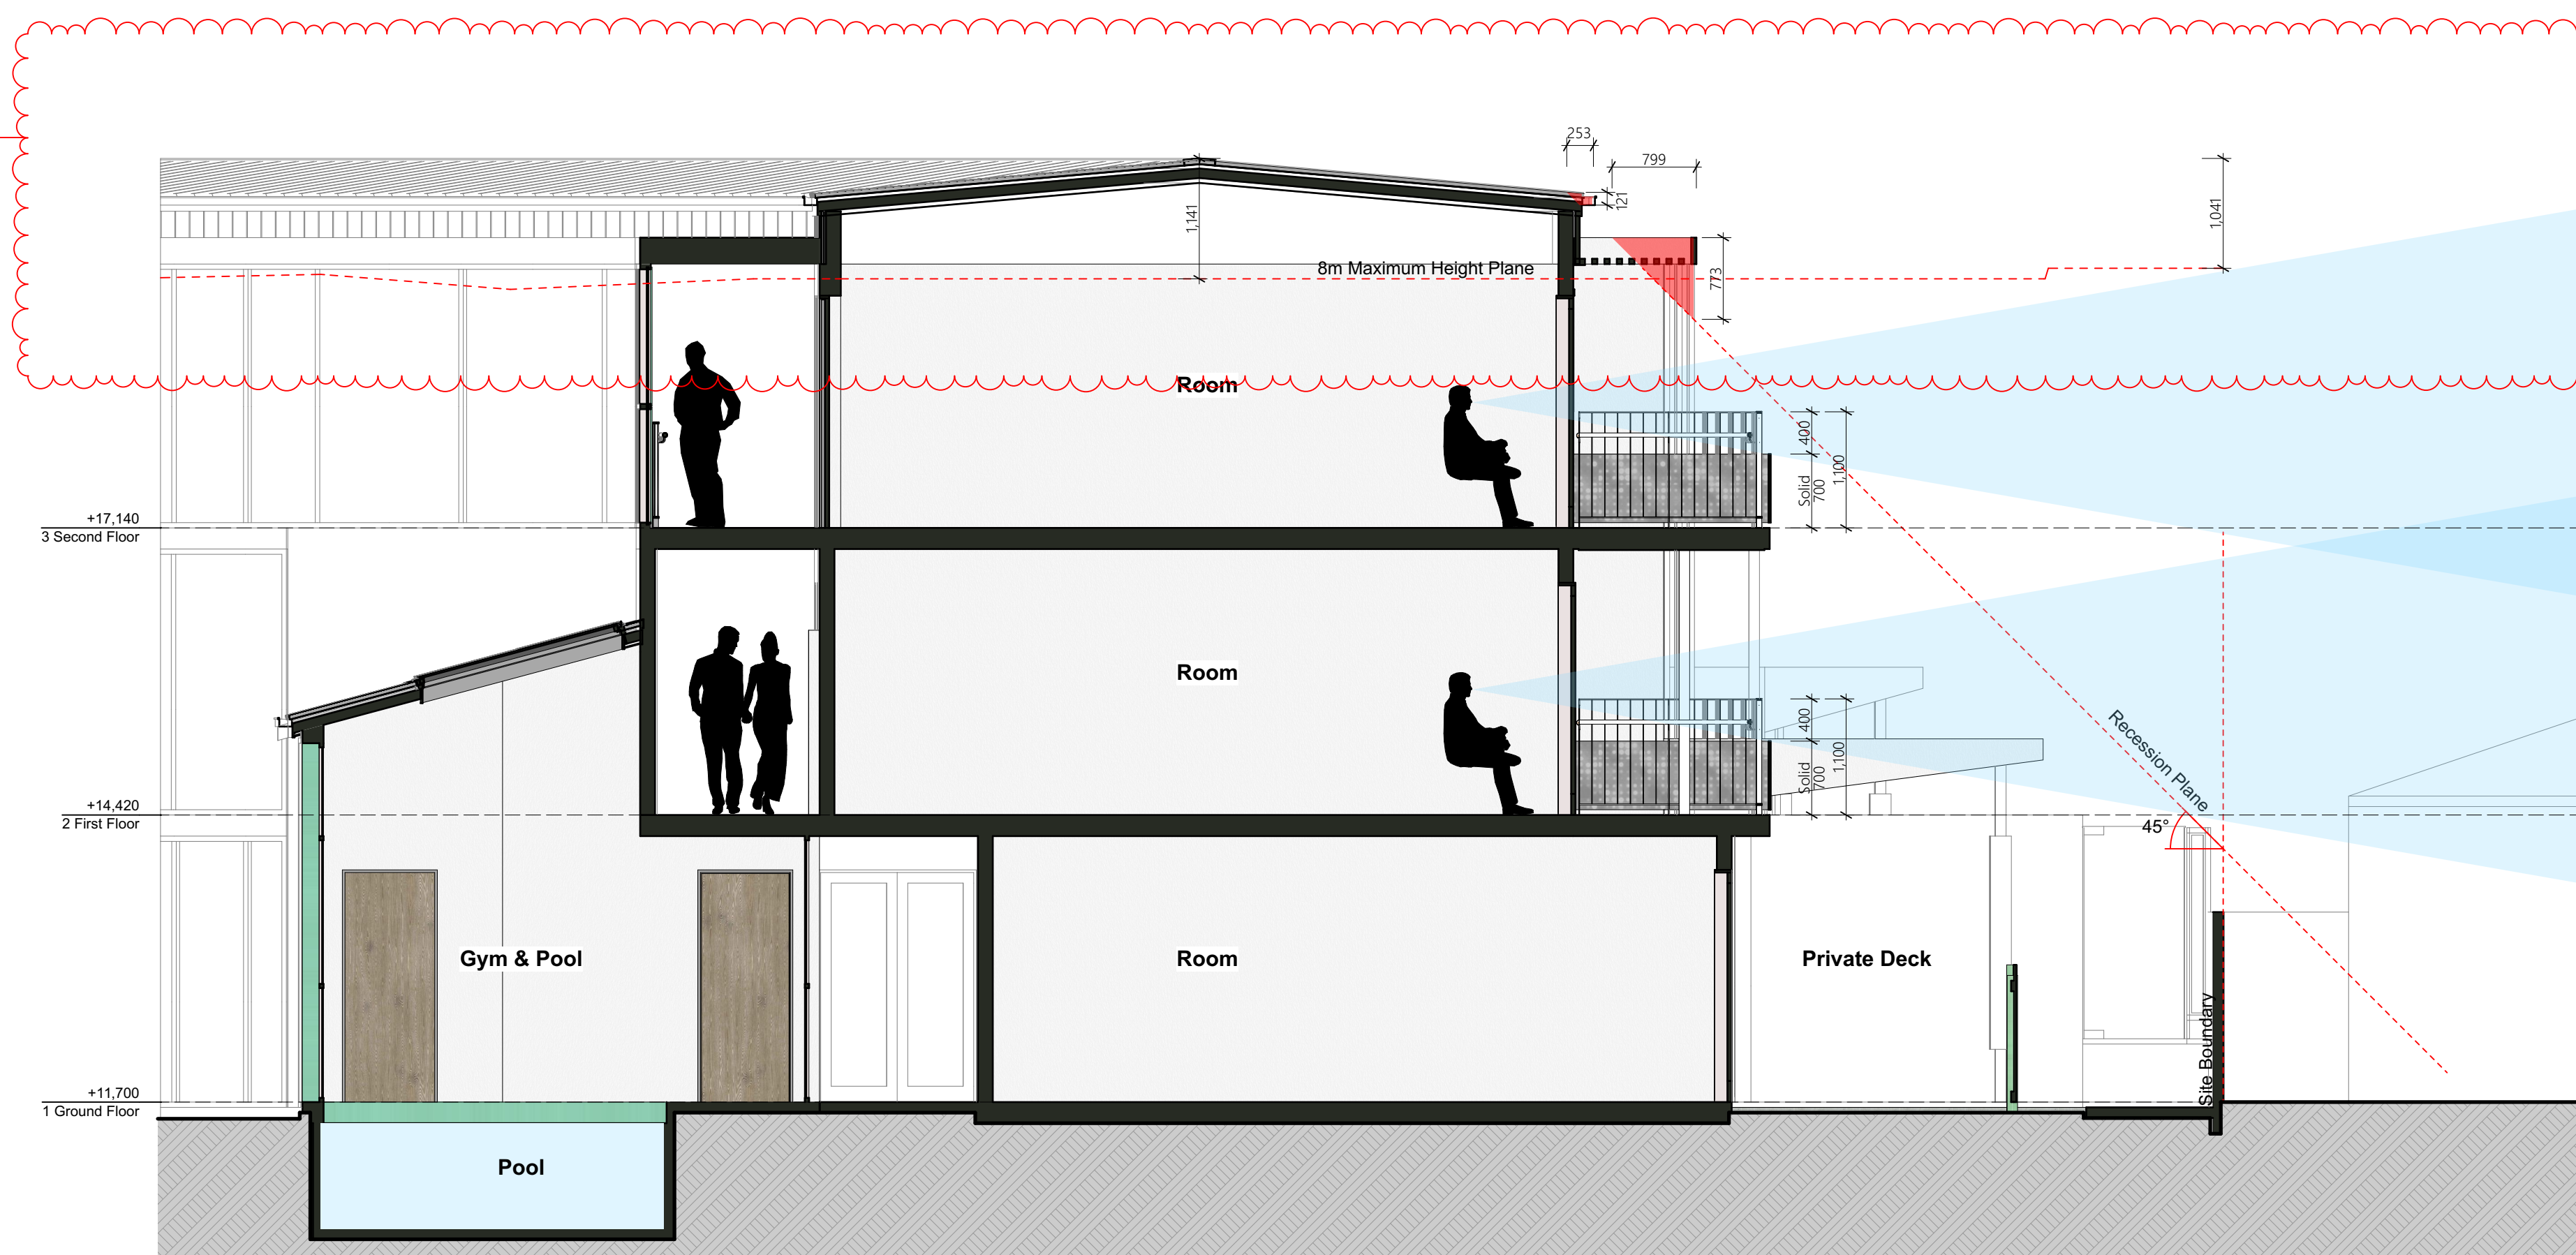 253
799
121
1,141
1,041
8m Maximum Height Plane
773
Room
400
1,100
Solid
700
+17,140
3 Second Floor
Room
400
1,100
Solid
700
Recession Plane
+14,420
2 First Floor
45°
Gym & Pool
Room
Private Deck
Site Boundary
+11,700
1 Ground Floor
Pool